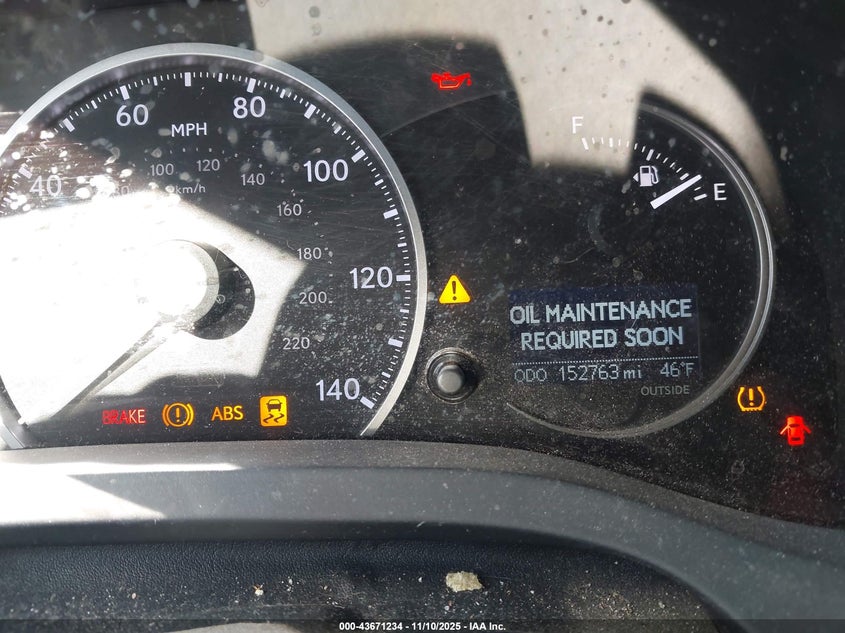 40
60
80
100
120
140
MPH
km/h
100
120
140
160
180
200
220
F
E
OIL MAINTENANCE
REQUIRED SOON
ODO 152763 mi 46°F
OUTSIDE
BRAKE
ABS
000-43671234 - 11/10/2025 - IAA Inc.